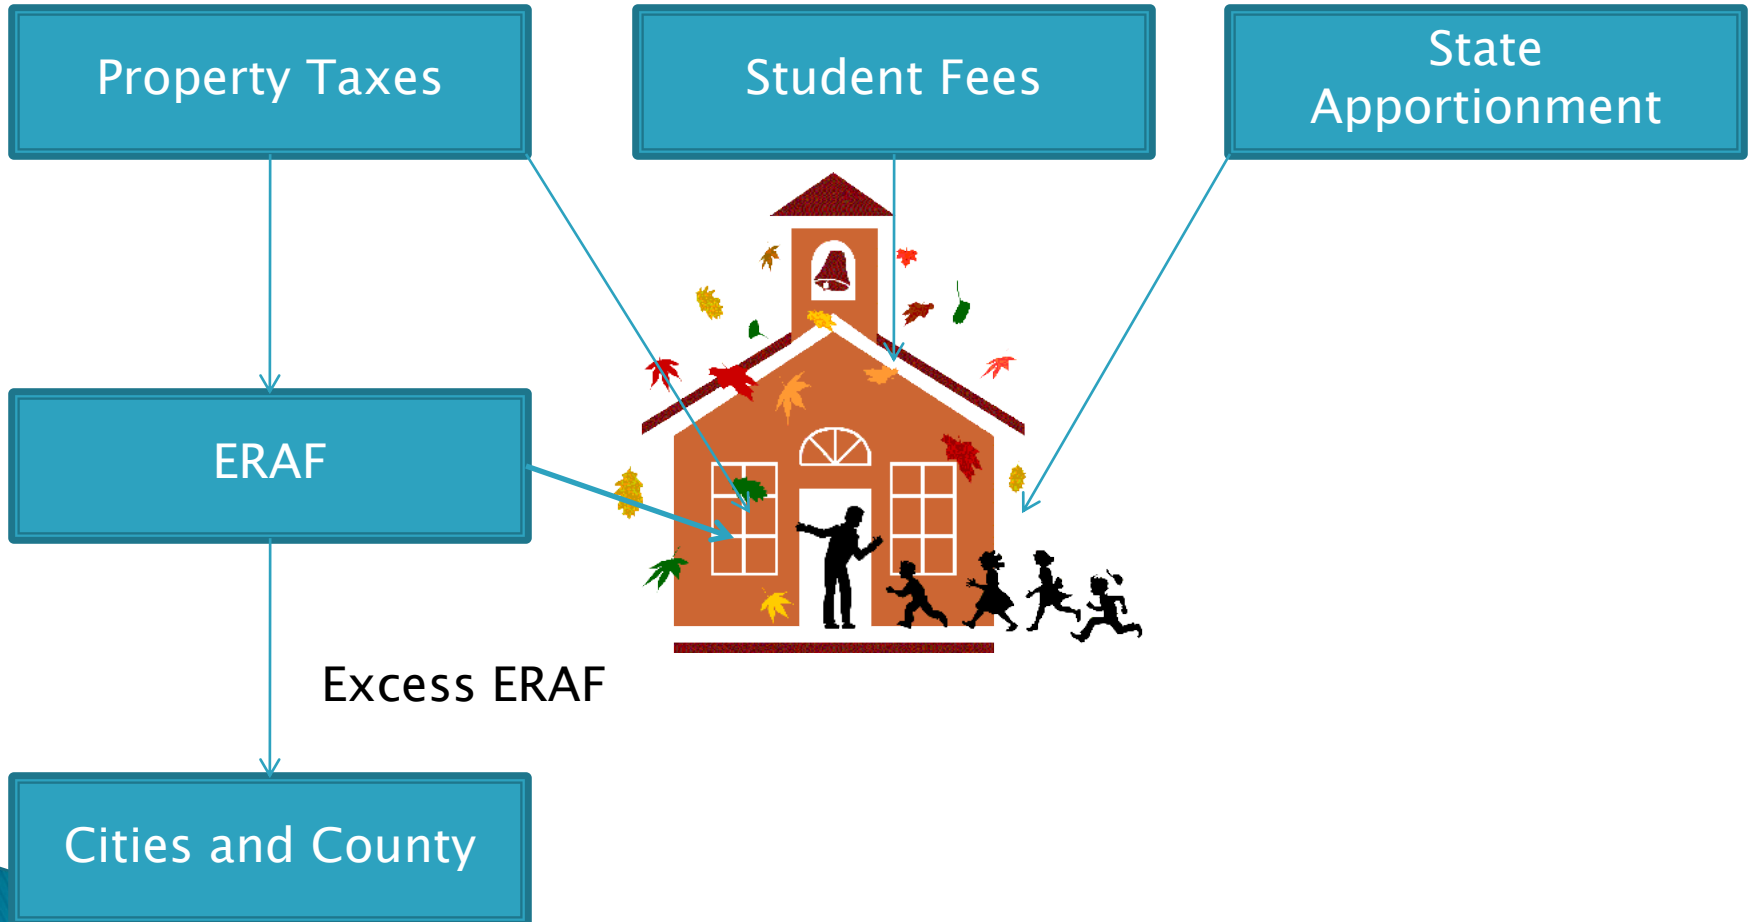 Property Taxes
Student Fees
State
Apportionment
ERAF
Excess ERAF
Cities and County